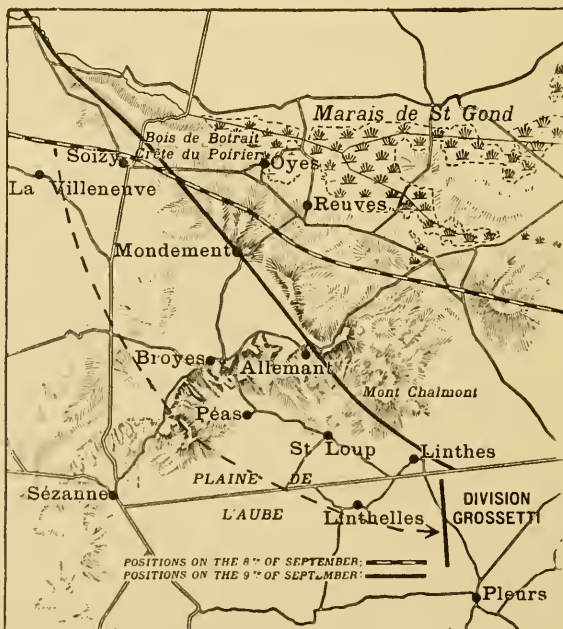 Marais de St Gond
Bois de Botrait
Crête du Poirier
Soizy
Oyes
La Villeneuve
Reuves
Mondement
Broyes
Allemant
Mont Chalmont
Péas
St Loup
Linthes
PLAINE DE
Sézanne
L'AUBE
Linthelles
DIVISION
GROSSETTI
POSITIONS ON THE 8TH OF SEPTEMBER:
POSITIONS ON THE 9TH OF SEPTEMBER:
Pleurs